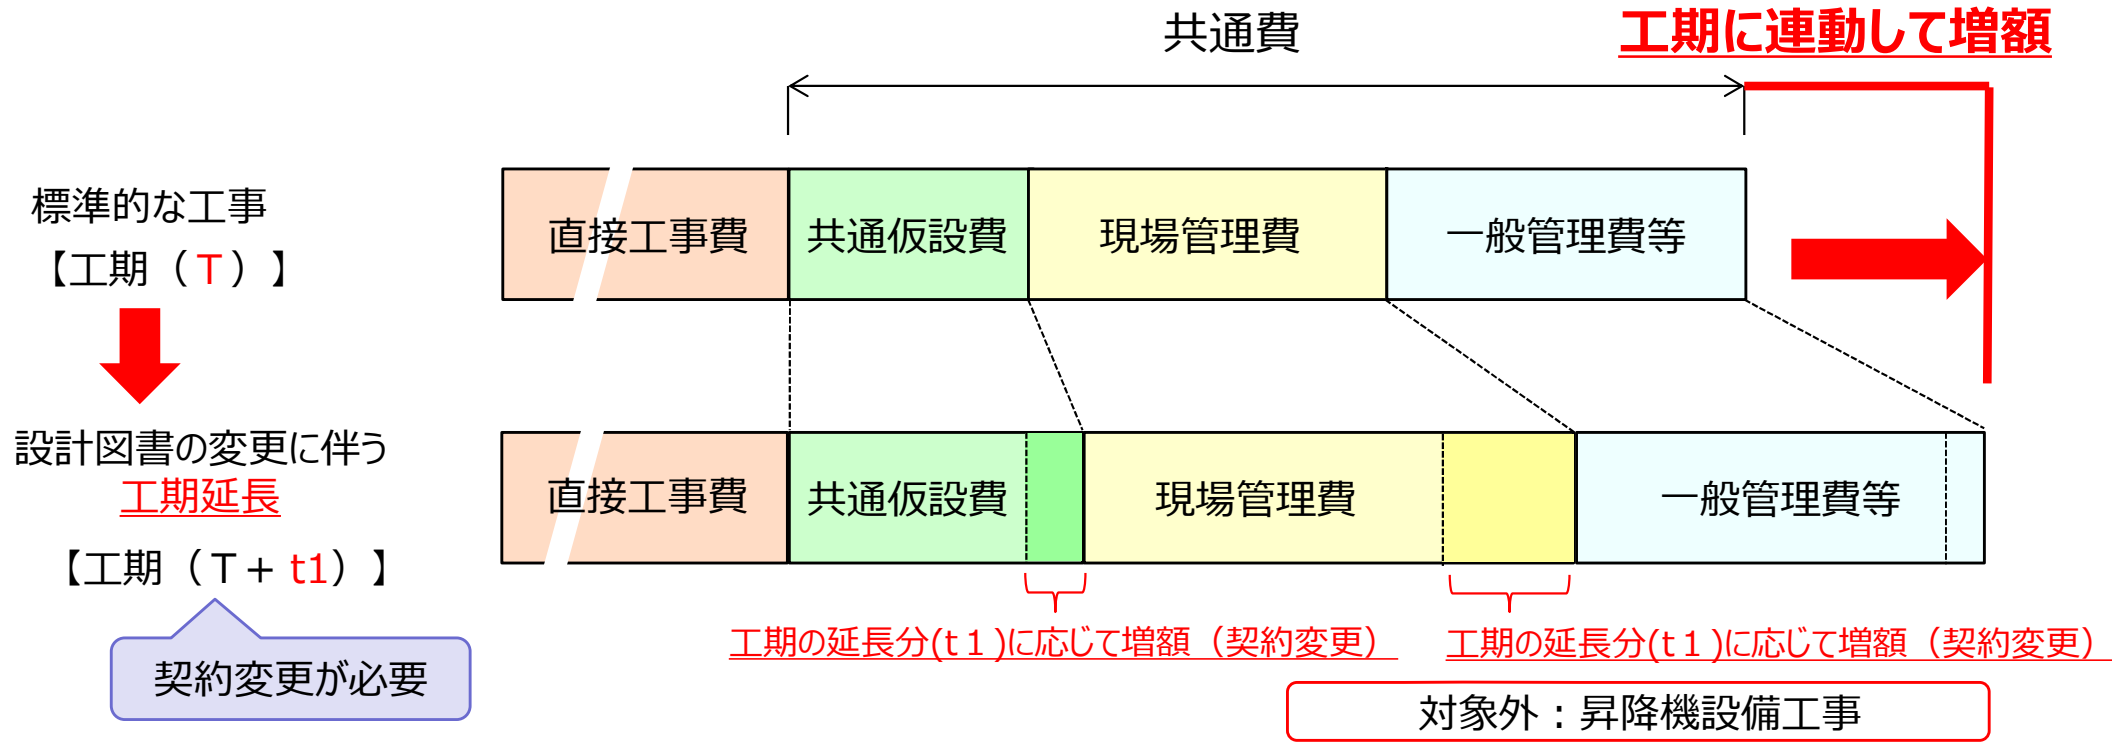 共通費
工期に連動して増額
標準的な工事
【工期（T）】
直接工事費
共通仮設費
現場管理費
一般管理費等
設計図書の変更に伴う
工期延長
【工期（T＋t1）】
契約変更が必要
直接工事費
共通仮設費
現場管理費
一般管理費等
工期の延長分(t１)に応じて増額（契約変更）
工期の延長分(t１)に応じて増額（契約変更）
対象外：昇降機設備工事